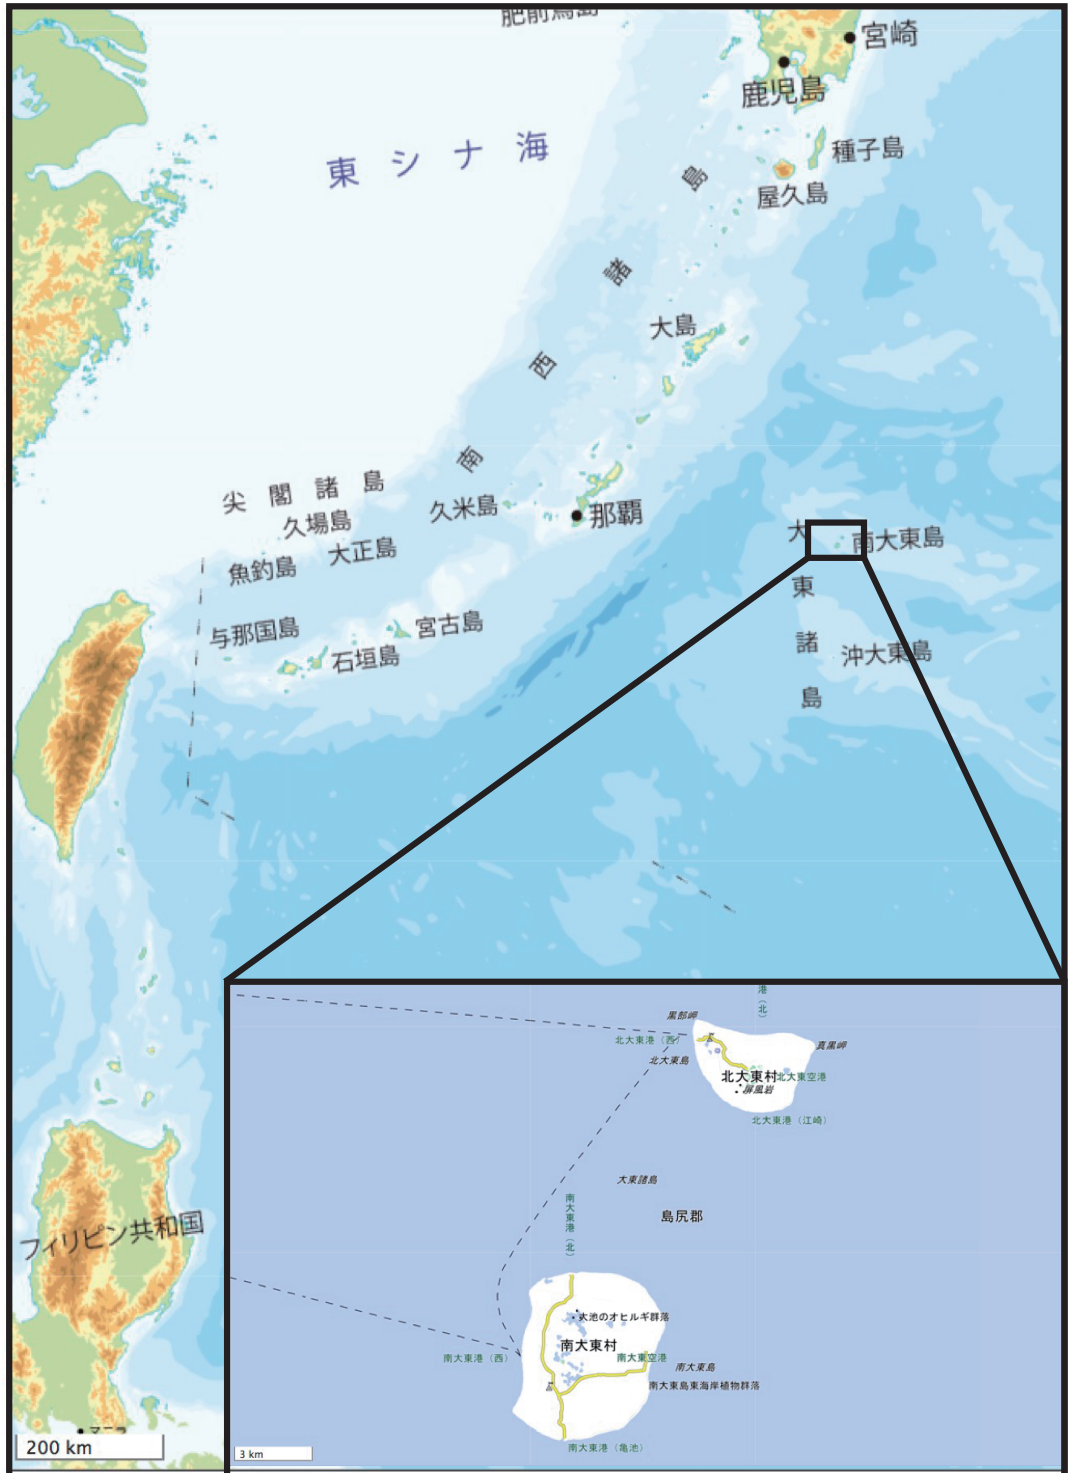 肥前鳥島
宮崎
鹿児島
種子島
屋久島
東シナ海
南西諸島
大島
尖閣諸島
久場島
久米島
那覇
大正島
魚釣島
与那国島
宮古島
石垣島
大東諸島
南大東島
沖大東島
フィリピン共和国
マニラ
200 km
港（北）
黒部岬
北大東港（西）
真黒岬
北大東島
北大東村
北大東空港
屏風岩
北大東港（江崎）
大東諸島
島尻郡
南大東港（北）
大池のオヒルギ群落
南大東村
南大東港（西）
南大東空港
南大東島
南大東島東海岸植物群落
南大東港（亀池）
3 km